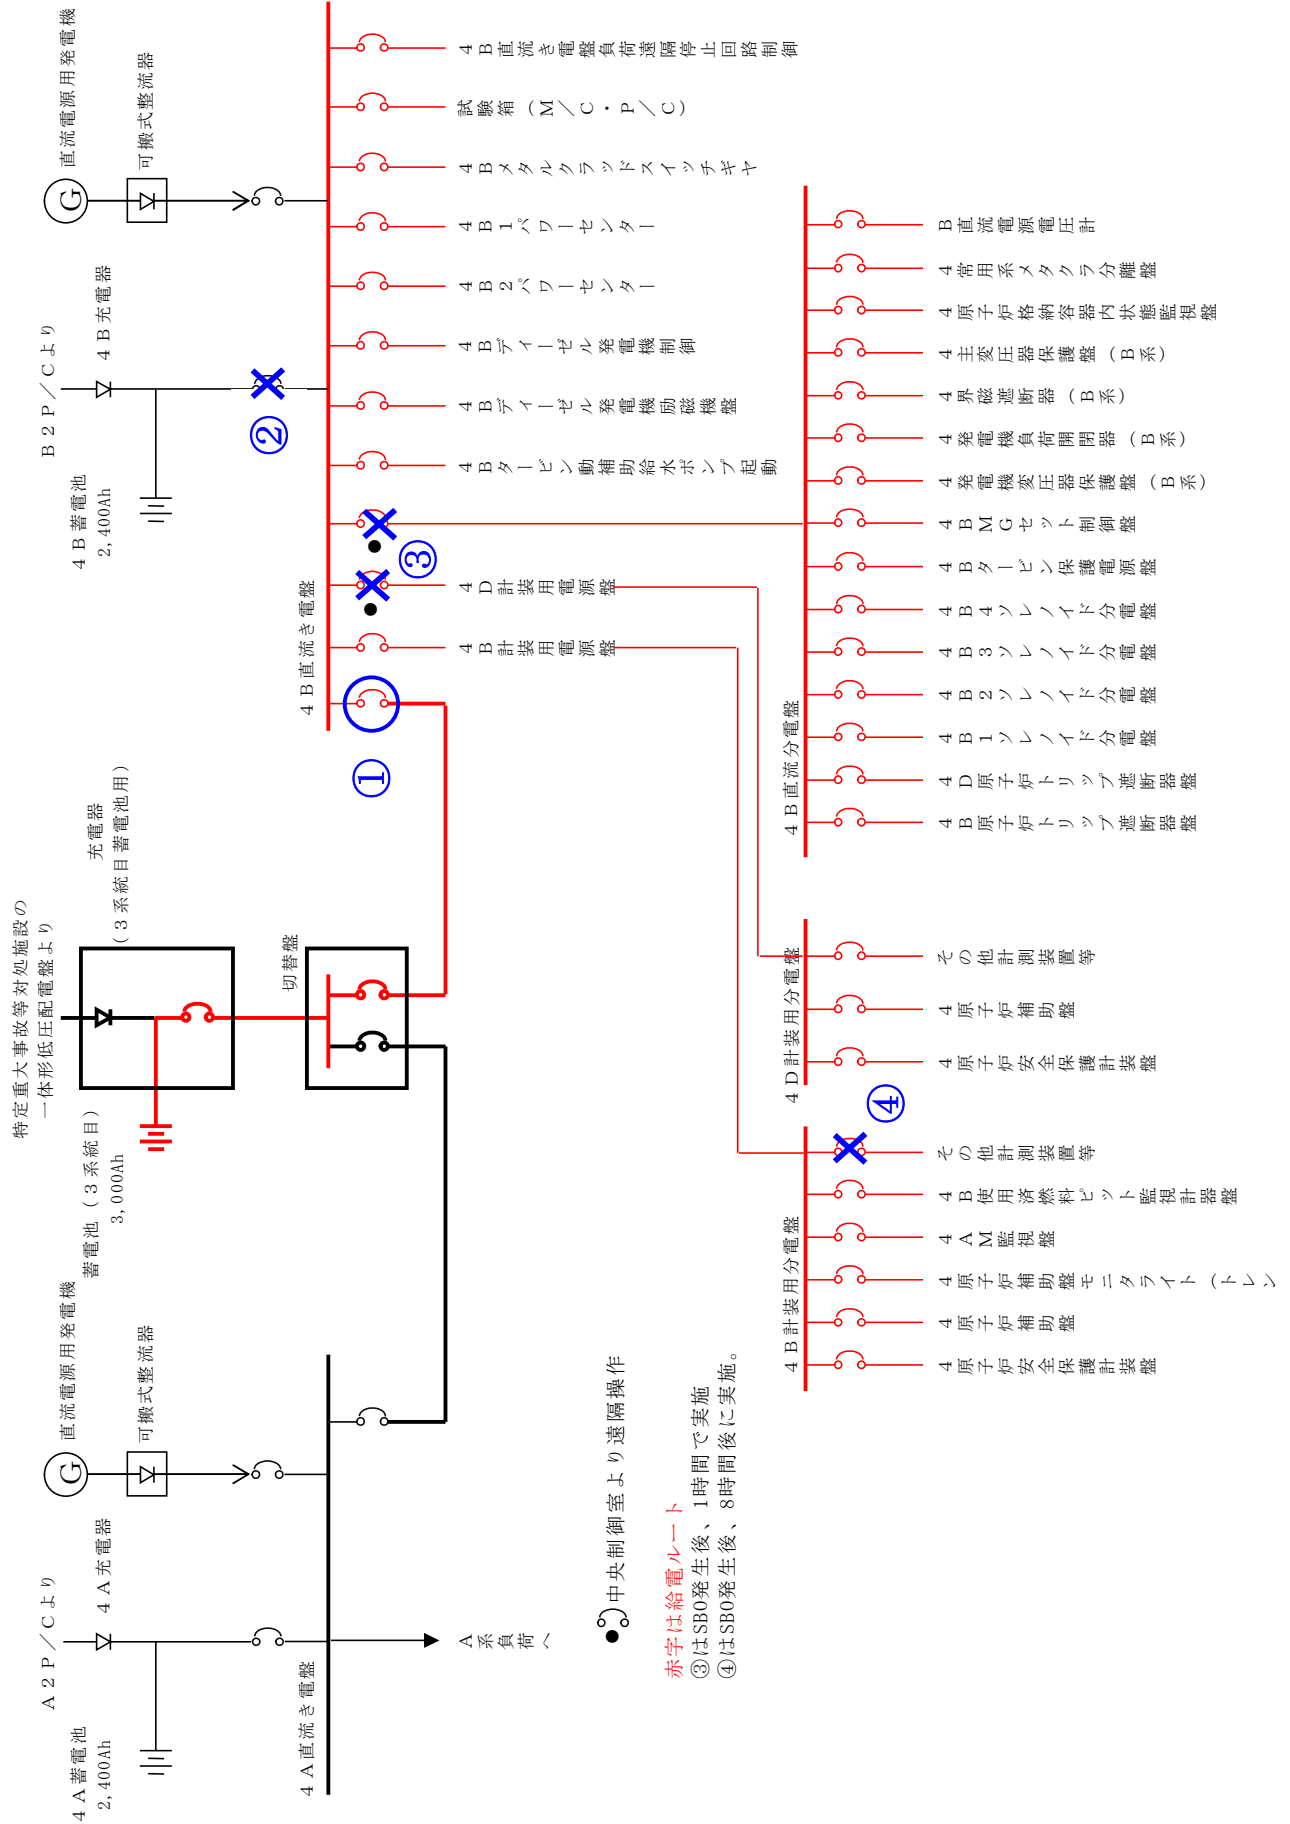 特定重大事故等対処施設の
一体形低圧配電盤より
A2P/Cより
4A充電器
4A蓄電池
2,400Ah
直流電源用発電機
G
可搬式整流器
蓄電池（3系統目）
3,000Ah
充電器
（3系統目蓄電池用）
切替盤
B2P/Cより
4B充電器
4B蓄電池
2,400Ah
②
直流電源用発電機
G
可搬式整流器
4A直流き電盤
A系負荷へ
4B直流き電盤
①
③
4B計装用電源盤
4D計装用電源盤
4Bタービン動補助給水ポンプ起動
4Bディーゼル発電機励磁機盤
4Bディーゼル発電機制御
4B2パワーセンター
4B1パワーセンター
4Bメタルクラッドスイッチギヤ
試験箱（M/C・P/C）
4B直流き電盤負荷遠隔停止回路制御
4B計装用分電盤
4原子炉安全保護計装盤
4原子炉補助盤
4原子炉補助盤モニタライト（トレン
4AM監視盤
4B使用済燃料ピット監視計器盤
その他計測装置等
④
4D計装用分電盤
4原子炉安全保護計装盤
4原子炉補助盤
その他計測装置等
4B直流分電盤
4B原子炉トリップ遮断器盤
4D原子炉トリップ遮断器盤
4B1ソレノイド分電盤
4B2ソレノイド分電盤
4B3ソレノイド分電盤
4B4ソレノイド分電盤
4Bタービン保護電源盤
4BMGセット制御盤
4発電機変圧器保護盤（B系）
4発電機負荷開閉器（B系）
4界磁遮断器（B系）
4主変圧器保護盤（B系）
4原子炉格納容器内状態監視盤
4常用系メタクラ分離盤
B直流電源電圧計
中央制御室より遠隔操作
赤字は給電ルート
③はSBO発生後、1時間で実施
④はSBO発生後、8時間後に実施。